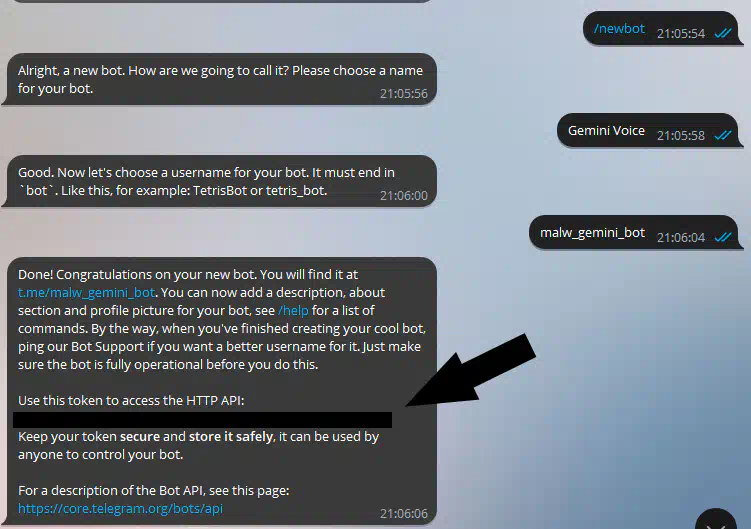 /newbot 21:05:54
Alright, a new bot. How are we going to call it? Please choose a name
for your bot.
21:05:56
Gemini Voice 21:05:58
Good. Now let's choose a username for your bot. It must end in
`bot`. Like this, for example: TetrisBot or tetris_bot.
21:06:00
malw_gemini_bot 21:06:04
Done! Congratulations on your new bot. You will find it at
t.me/malw_gemini_bot. You can now add a description, about
section and profile picture for your bot, see /help for a list of
commands. By the way, when you've finished creating your cool bot,
ping our Bot Support if you want a better username for it. Just make
sure the bot is fully operational before you do this.
Use this token to access the HTTP API:
Keep your token secure and store it safely, it can be used by
anyone to control your bot.
For a description of the Bot API, see this page:
https://core.telegram.org/bots/api
21:06:06